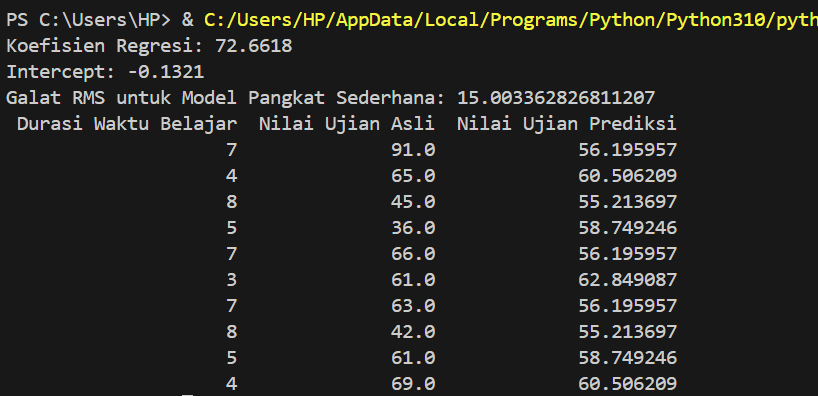 PS C:\Users\HP> & C:/Users/HP/AppData/Local/Programs/Python/Python310/pyth
Koefisien Regresi: 72.6618
Intercept: -0.1321
Galat RMS untuk Model Pangkat Sederhana: 15.003362826811207
Durasi Waktu Belajar Nilai Ujian Asli Nilai Ujian Prediksi
7 91.0 56.195957
4 65.0 60.506209
8 45.0 55.213697
5 36.0 58.749246
7 66.0 56.195957
3 61.0 62.849087
7 63.0 56.195957
8 42.0 55.213697
5 61.0 58.749246
4 69.0 60.506209